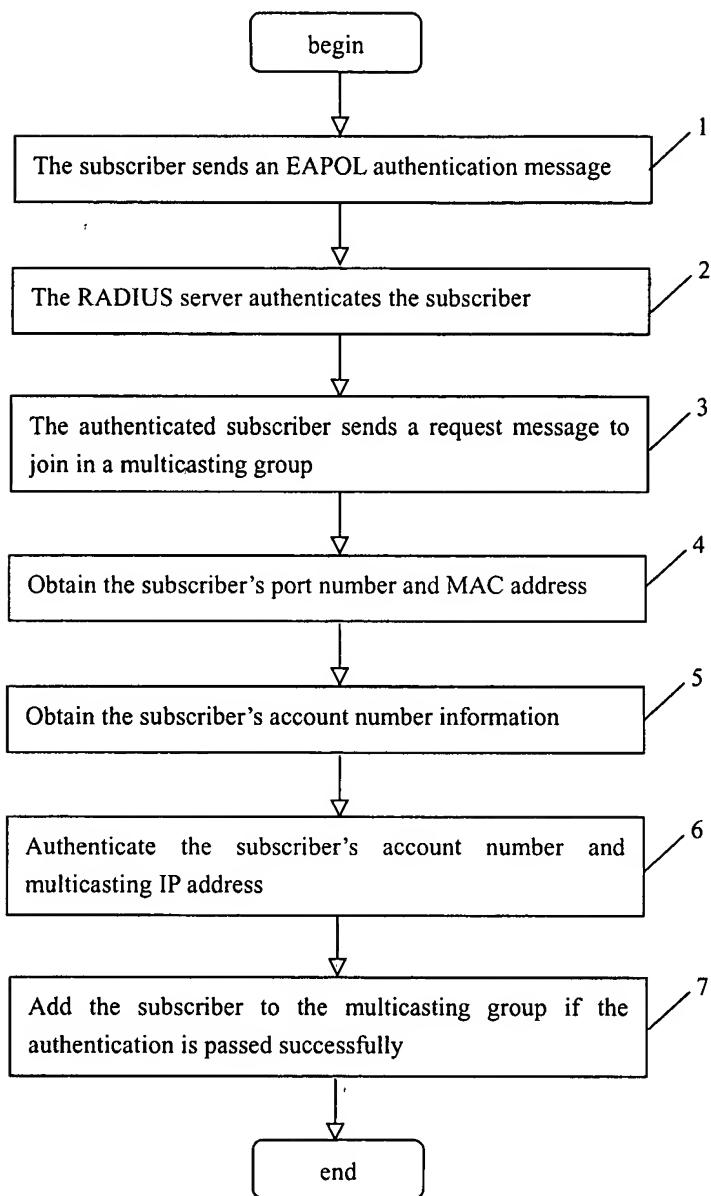 begin
1
The subscriber sends an EAPOL authentication message
2
The RADIUS server authenticates the subscriber
3
The authenticated subscriber sends a request message to
join in a multicasting group
4
Obtain the subscriber's port number and MAC address
5
Obtain the subscriber's account number information
6
Authenticate the subscriber's account number and
multicasting IP address
7
Add the subscriber to the multicasting group if the
authentication is passed successfully
end